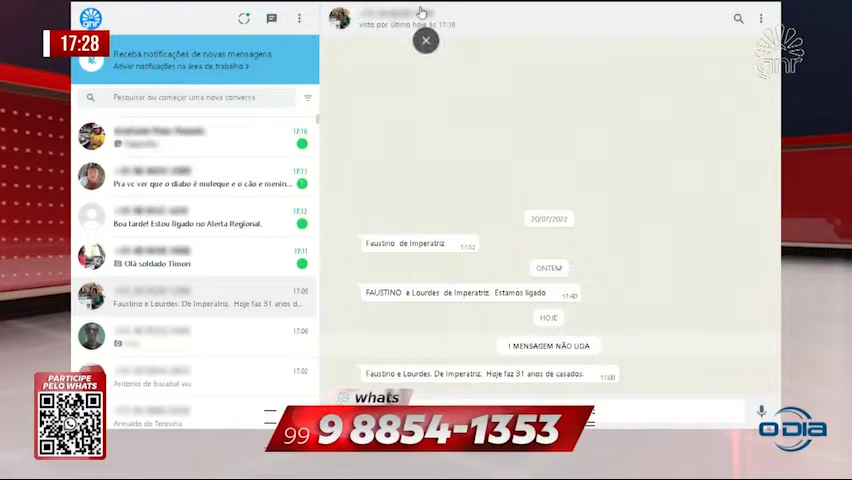 17:28
visto por último hoje às 17:18
Receba notificações de novas mensagens
Ativar notificações na área de trabalho >
gnr
Pesquisar ou começar uma nova conversa
17:16
17:13
Pra vc ver que o diabo é muleque e o cão e menin...
1
17:12
Boa tarde! Estou ligado no Alerta Regional.
17:11
Olá soldado Timon
17:08
Faustino e Lourdes. De Imperatriz. Hoje faz 31 anos d...
17:06
17:02
Antonio de bacabal viu
Arinaldo de Teresina
20/07/2022
Faustino de Imperatriz
17:52
ONTEM
FAUSTINO e Lourdes de Imperatriz. Estamos ligado
17:40
HOJE
1 MENSAGEM NÃO LIDA
Faustino e Lourdes. De Imperatriz. Hoje faz 31 anos de casados.
17:08
PARTICIPE
PELO WHATS
whats
99 9 8854-1353
O DIA